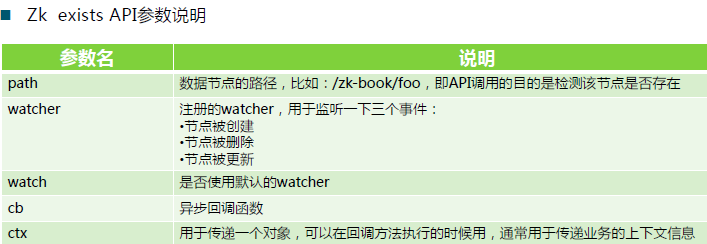 ■ Zk exists API参数说明
参数名 说明
path 数据节点的路径，比如：/zk-book/foo，即API调用的目的是检测该节点是否存在
watcher 注册的watcher，用于监听一下三个事件：
•节点被创建
•节点被删除
•节点被更新
watch 是否使用默认的watcher
cb 异步回调函数
ctx 用于传递一个对象，可以在回调方法执行的时候用，通常用于传递业务的上下文信息